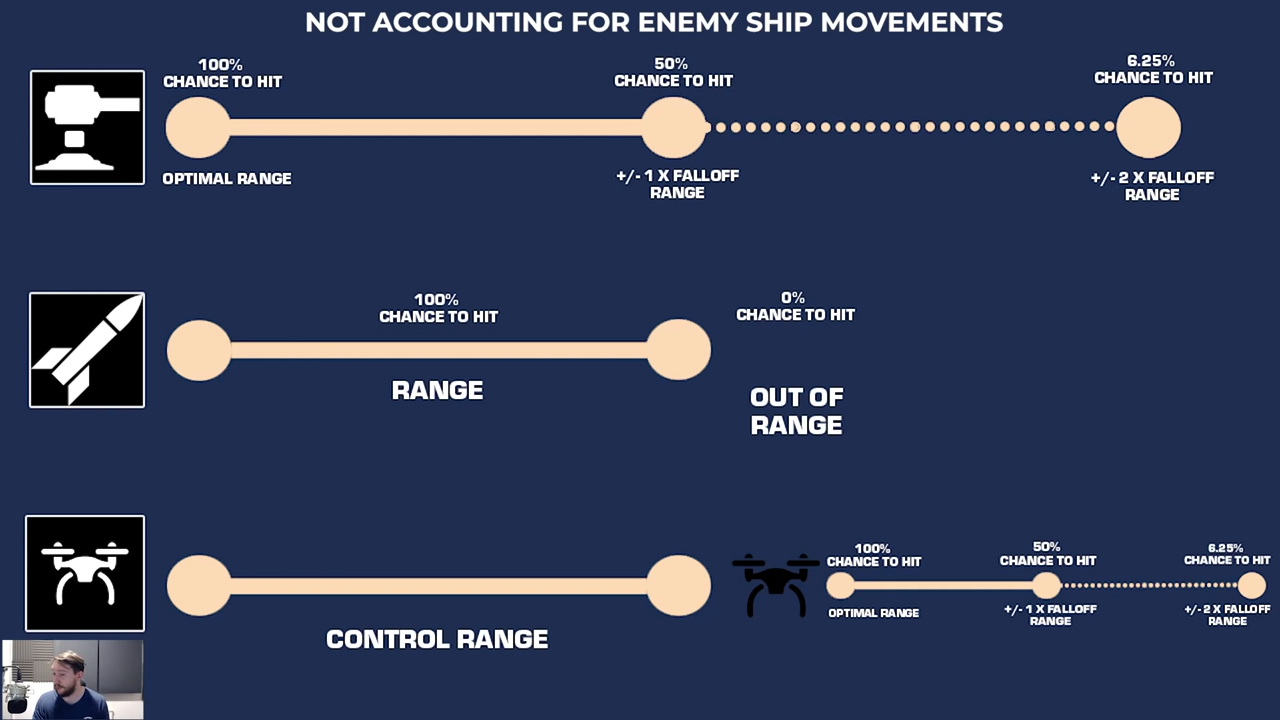 NOT ACCOUNTING FOR ENEMY SHIP MOVEMENTS
100%
CHANCE TO HIT
50%
CHANCE TO HIT
6.25%
CHANCE TO HIT
OPTIMAL RANGE
+/- 1 X FALLOFF
RANGE
+/- 2 X FALLOFF
RANGE
100%
CHANCE TO HIT
0%
CHANCE TO HIT
RANGE
OUT OF
RANGE
100%
CHANCE TO HIT
50%
CHANCE TO HIT
6.25%
CHANCE TO HIT
OPTIMAL RANGE
+/- 1 X FALLOFF
RANGE
+/- 2 X FALLOFF
RANGE
CONTROL RANGE